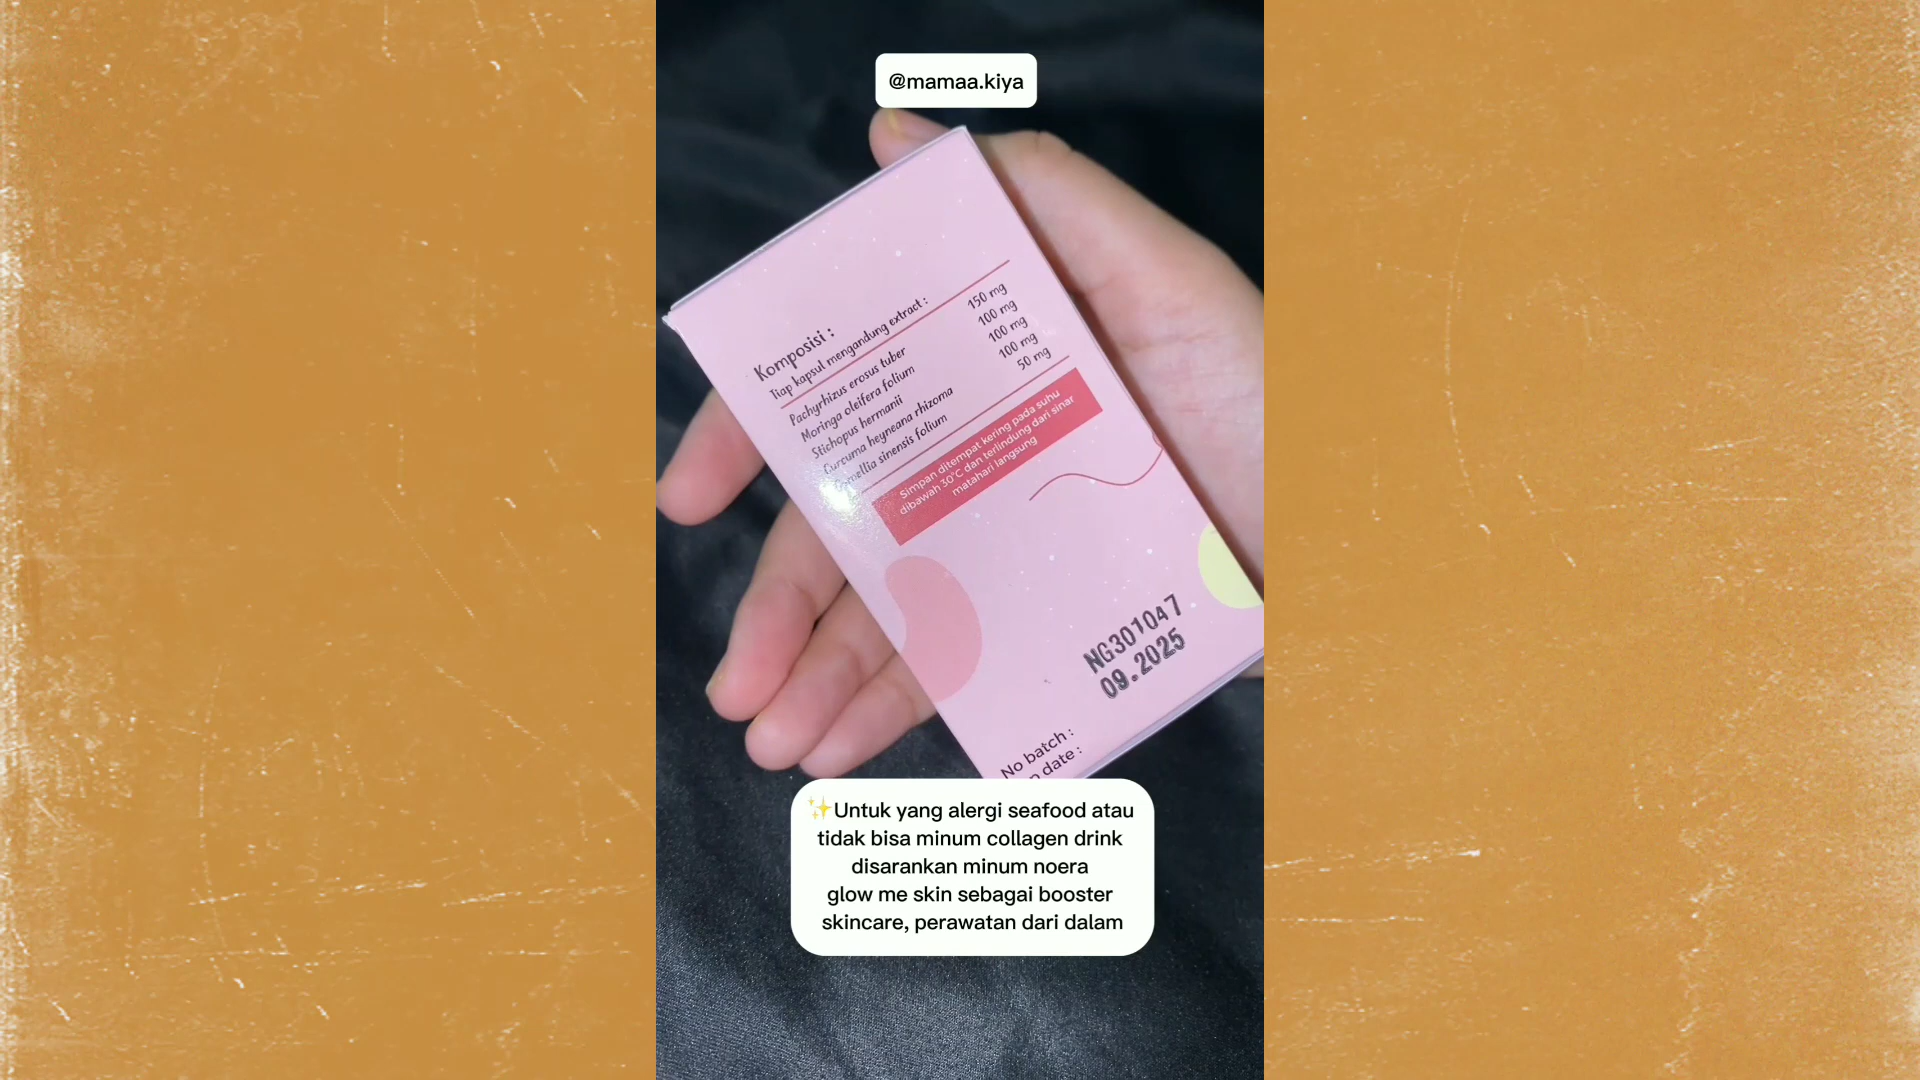 @mamaa.kiya
Komposisi :
Tiap kapsul mengandung extract :
Pachyrhizus erosus tuber 150 mg
Moringa oleifera folium 100 mg
Stichopus hermanii 100 mg
Curcuma heyneana rhizoma 100 mg
Camellia sinensis folium 50 mg
Simpan ditempat kering pada suhu
dibawah 30°C dan terlindung dari sinar
matahari langsung
NG301047
09.2025
No batch :
date :
✨Untuk yang alergi seafood atau
tidak bisa minum collagen drink
disarankan minum noera
glow me skin sebagai booster
skincare, perawatan dari dalam